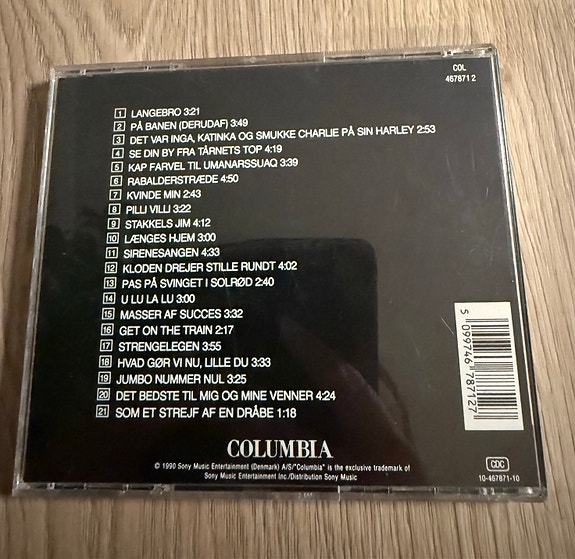 COL
467871 2
1 LANGEBRO 3:21
2 PÅ BANEN (DERUDAF) 3:49
3 DET VAR INGA, KATINKA OG SMUKKE CHARLIE PÅ SIN HARLEY 2:53
4 SE DIN BY FRA TÅRNETS TOP 4:19
5 KAP FARVEL TIL UMANARSSUAQ 3:39
6 RABALDERSTRÆDE 4:50
7 KVINDE MIN 2:43
8 PILLI VILLI 3:22
9 STAKKELS JIM 4:12
10 LÆNGES HJEM 3:00
11 SIRENESANGEN 4:33
12 KLODEN DREJER STILLE RUNDT 4:02
13 PAS PÅ SVINGET I SOLRØD 2:40
14 U LU LA LU 3:00
15 MASSER AF SUCCES 3:32
16 GET ON THE TRAIN 2:17
17 STRENGELEGEN 3:55
18 HVAD GØR VI NU, LILLE DU 3:33
19 JUMBO NUMMER NUL 3:25
20 DET BEDSTE TIL MIG OG MINE VENNER 4:24
21 SOM ET STREJF AF EN DRÅBE 1:18
5 099746 787127
COLUMBIA
© 1990 Sony Music Entertainment (Denmark) A/S/"Columbia" is the exclusive trademark of
Sony Music Entertainment Inc./Distribution Sony Music
CDC
10-467871-10